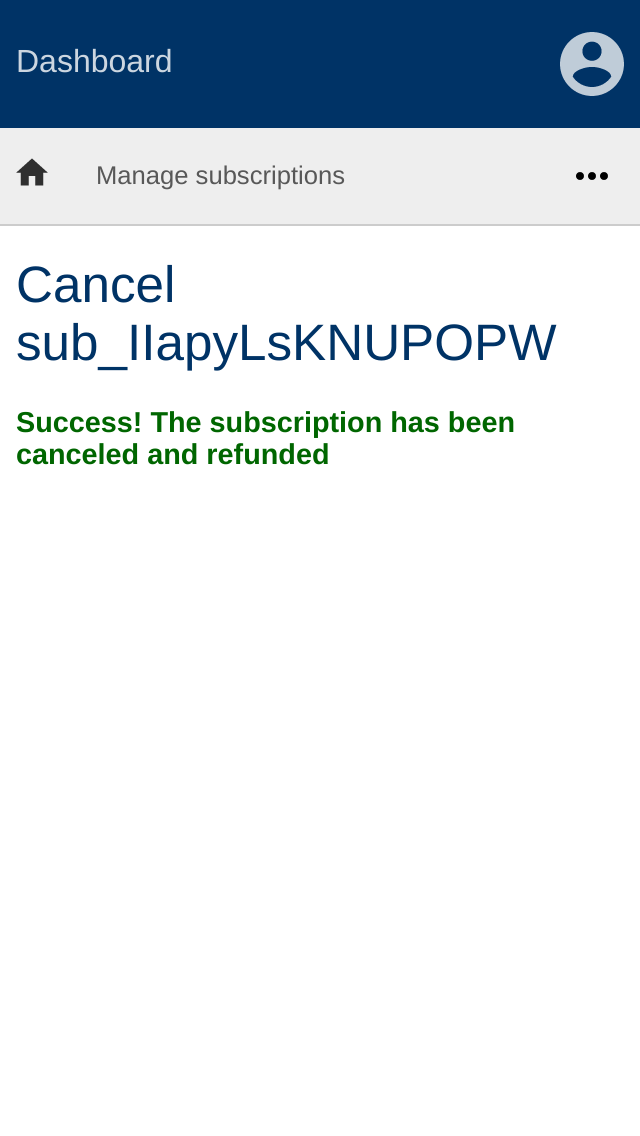 Dashboard
Manage subscriptions
Cancel
sub_IIapyLsKNUPOPW
Success! The subscription has been
canceled and refunded